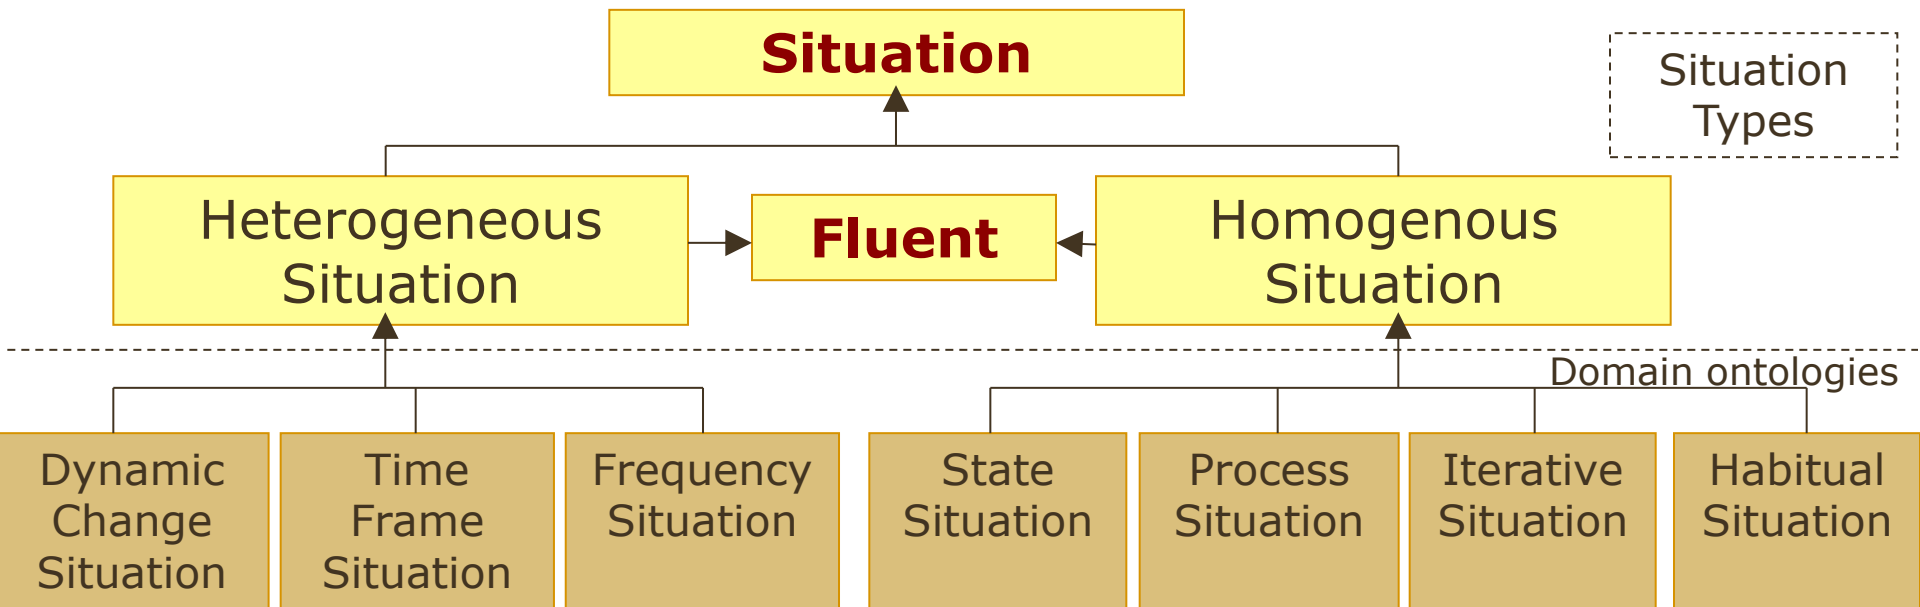 Situation
Situation
Types
Heterogeneous
Situation
Fluent
Homogenous
Situation
Domain ontologies
Dynamic
Change
Situation
Time
Frame
Situation
Frequency
Situation
State
Situation
Process
Situation
Iterative
Situation
Habitual
Situation